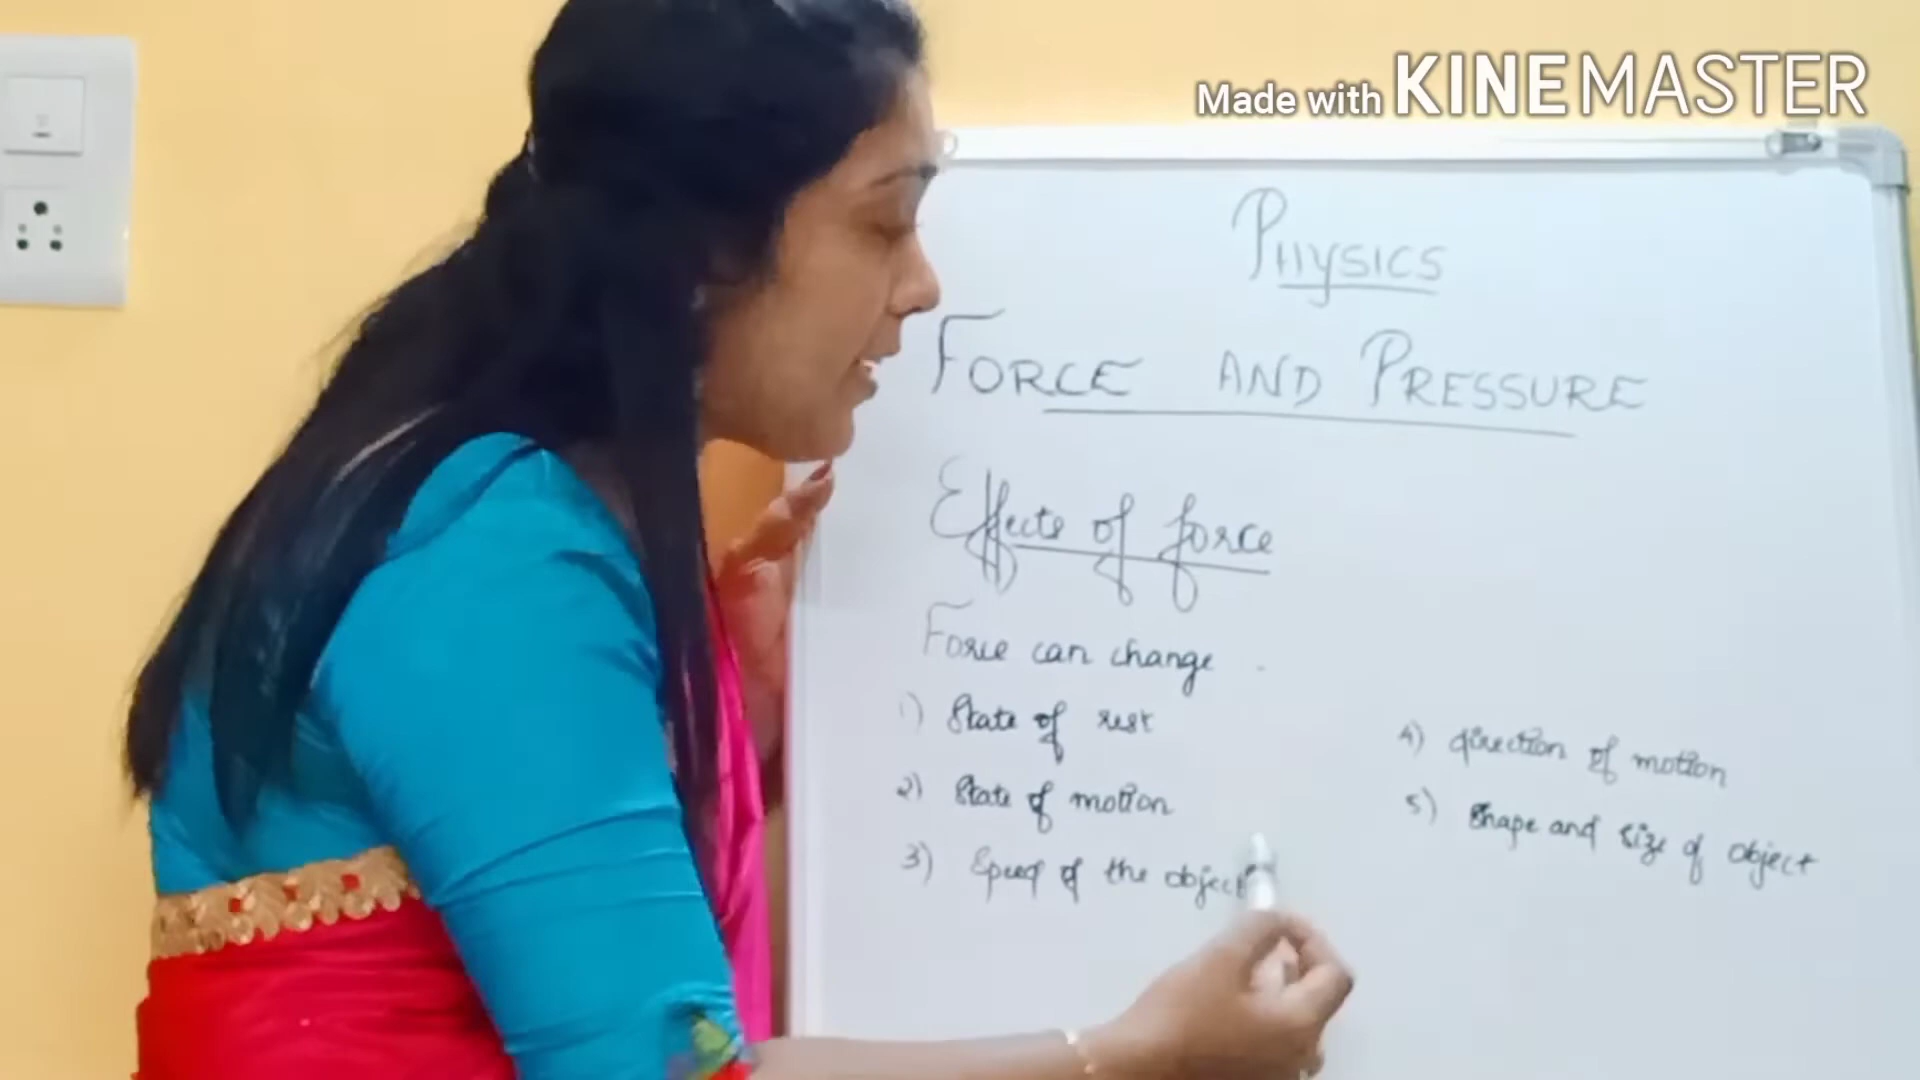 Made with KINEMASTER
PHYSICS
FORCE AND PRESSURE
Effects of force
Force can change
1) State of rest
2) State of motion
3) Speed of the object
4) direction of motion
5) Shape and size of object